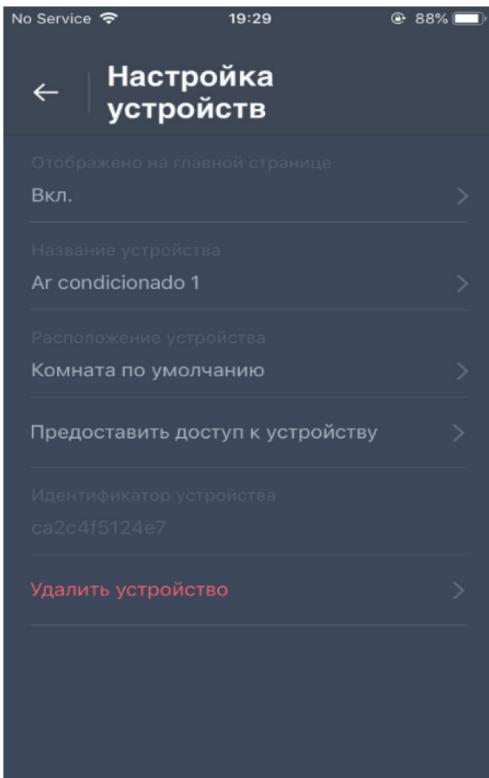 No Service 19:29 88%
Настройка
устройств
Отображено на главной странице
Вкл.
Название устройства
Ar condicionado 1
Расположение устройства
Комната по умолчанию
Предоставить доступ к устройству
Идентификатор устройства
ca2c4f5124e7
Удалить устройство